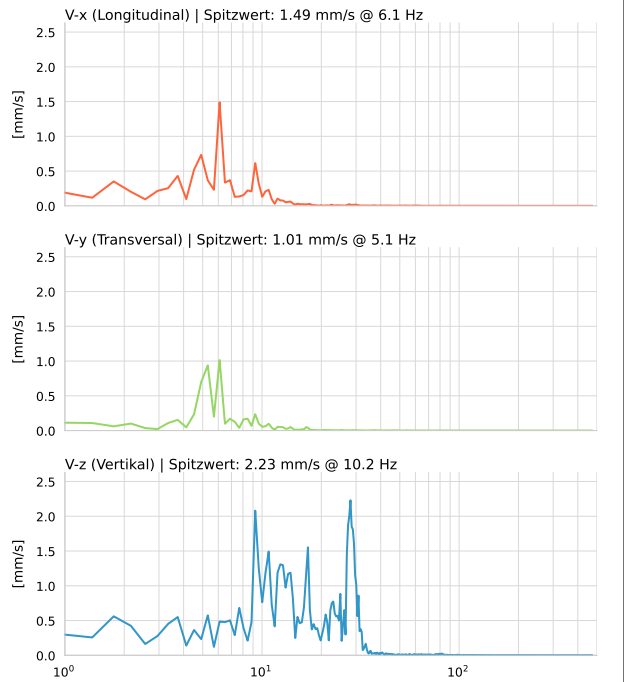 V-x (Longitudinal) | Spitzwert: 1.49 mm/s @ 6.1 Hz
2.5
2.0
1.5
1.0
0.5
0.0
[mm/s]
V-y (Transversal) | Spitzwert: 1.01 mm/s @ 5.1 Hz
2.5
2.0
1.5
1.0
0.5
0.0
[mm/s]
V-z (Vertikal) | Spitzwert: 2.23 mm/s @ 10.2 Hz
2.5
2.0
1.5
1.0
0.5
0.0
[mm/s]
10⁰ 10¹ 10²